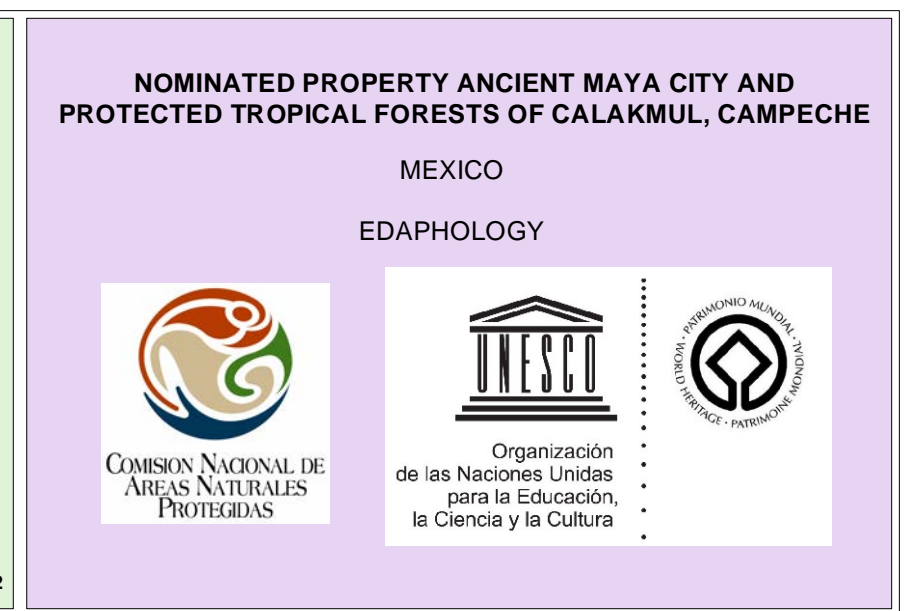 NOMINATED PROPERTY ANCIENT MAYA CITY AND
PROTECTED TROPICAL FORESTS OF CALAKMUL, CAMPECHE
MEXICO
EDAPHOLOGY
COMISION NACIONAL DE
AREAS NATURALES
PROTEGIDAS
UNESCO
Organización
de las Naciones Unidas
para la Educación,
la Ciencia y la Cultura
PATRIMONIO MUNDIAL · WORLD HERITAGE · PATRIMOINE MONDIAL ·
2